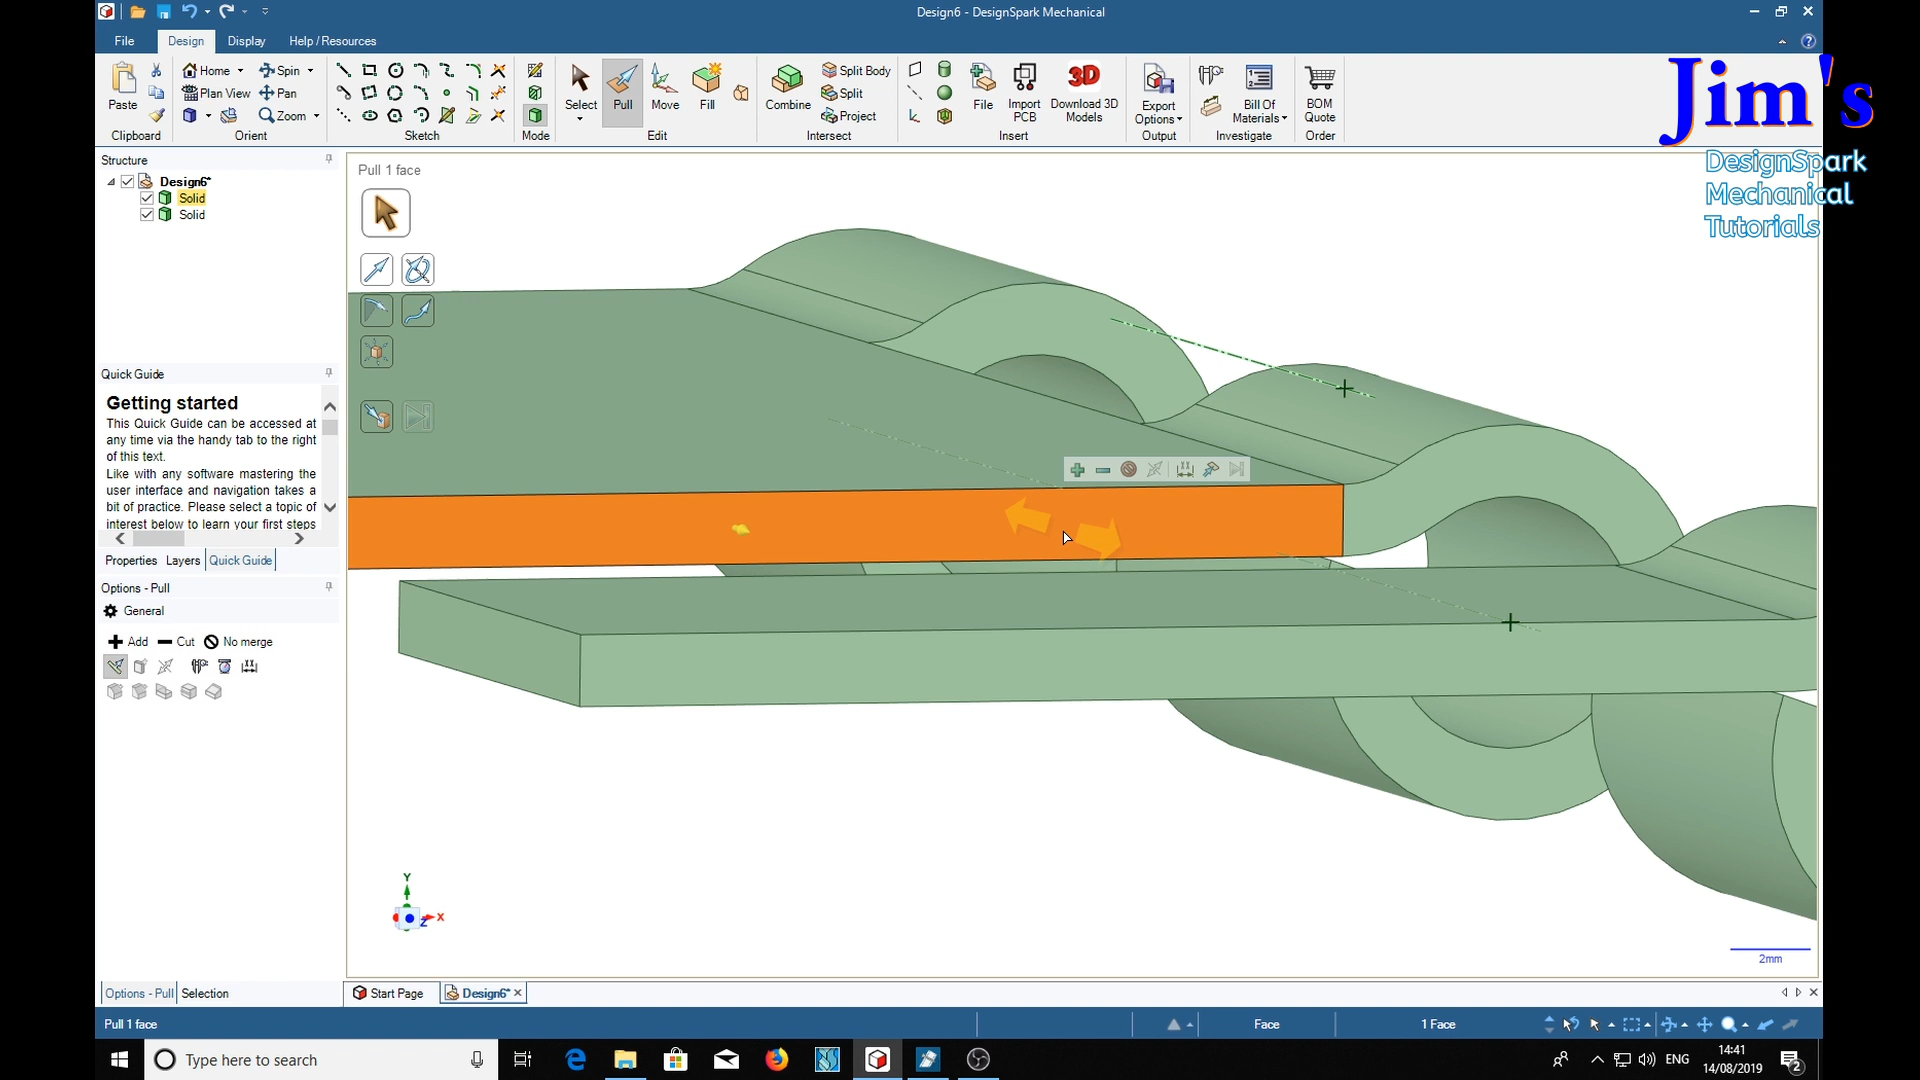 Design6 - DesignSpark Mechanical
File
Design
Display
Help / Resources
Paste
Clipboard
Home
Spin
Plan View
Pan
Zoom
Orient
Sketch
Mode
Select
Pull
Move
Fill
Edit
Combine
Split Body
Split
Project
Intersect
File
Import
PCB
3D
Download 3D
Models
Insert
Export
Options
Output
Bill Of
Materials
Investigate
BOM
Quote
Order
Jim's
DesignSpark
Mechanical
Tutorials
Structure
Design6*
Solid
Solid
Pull 1 face
Quick Guide
Getting started
This Quick Guide can be accessed at
any time via the handy tab to the right
of this text.
Like with any software mastering the
user interface and navigation takes a
bit of practice. Please select a topic of
interest below to learn your first steps
Properties
Layers
Quick Guide
Options - Pull
General
Add
Cut
No merge
Y
X
Z
2mm
Options - Pull
Selection
Start Page
Design6*
Pull 1 face
Face
1 Face
Type here to search
ENG
14:41
14/08/2019
2